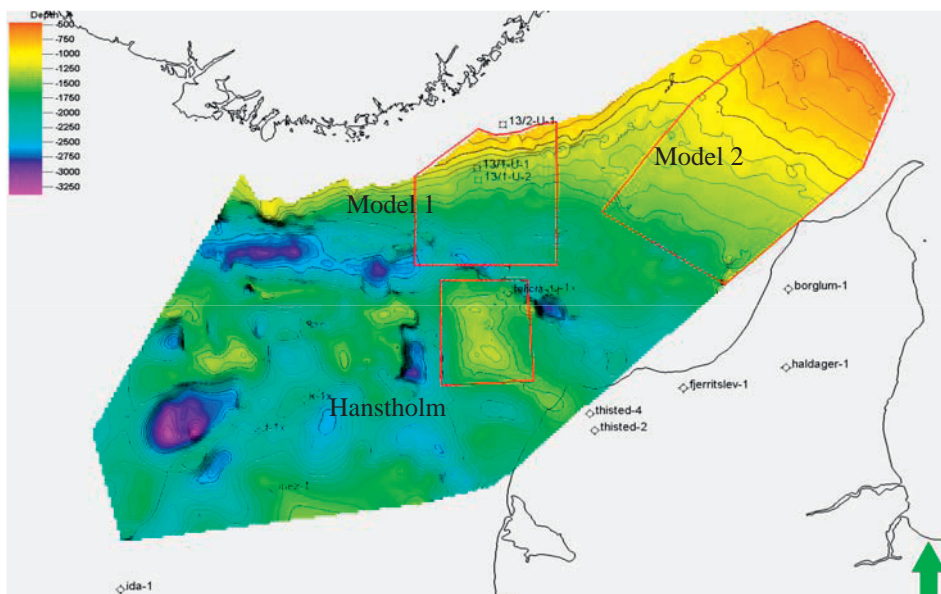 Depth
-500
-750
-1000
-1250
-1500
-1750
-2000
-2250
-2500
-2750
-3000
-3250
13/2-U-1
13/1-U-1
13/1-U-2
Model 2
Model 1
borglum-1
haldager-1
fjerritslev-1
Hanstholm
thisted-4
thisted-2
inez-1
ida-1